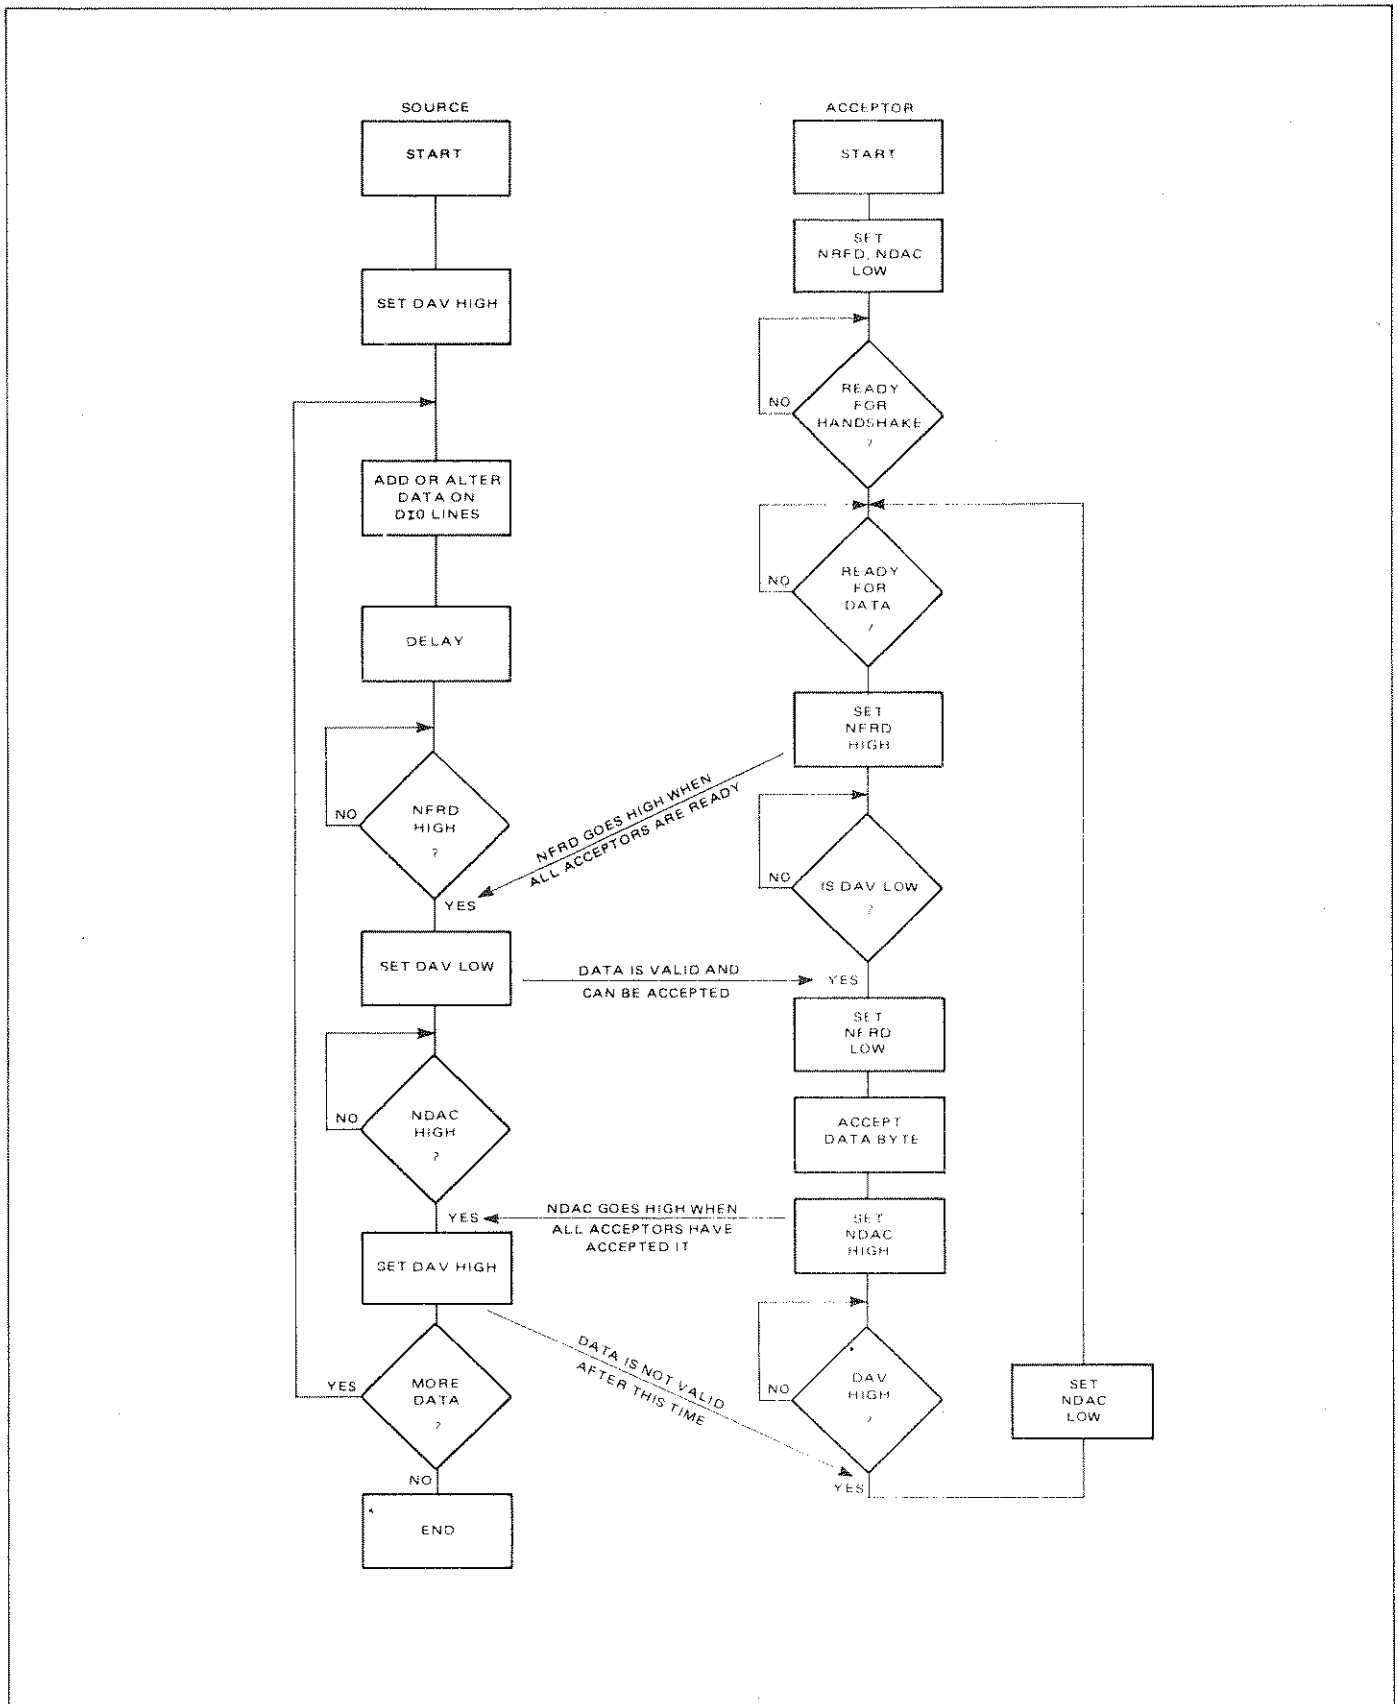 SOURCE
START
SET DAV HIGH
ADD OR ALTER
DATA ON
DIO LINES
DELAY
NO
NFRD
HIGH
?
YES
SET DAV LOW
NO
NDAC
HIGH
?
YES
SET DAV HIGH
YES
MORE
DATA
?
NO
END
NFRD GOES HIGH WHEN
ALL ACCEPTORS ARE READY
DATA IS VALID AND
CAN BE ACCEPTED
NDAC GOES HIGH WHEN
ALL ACCEPTORS HAVE
ACCEPTED IT
DATA IS NOT VALID
AFTER THIS TIME
ACCEPTOR
START
SET
NRFD, NDAC
LOW
NO
READY
FOR
HANDSHAKE
?
NO
READY
FOR
DATA
?
SET
NFRD
HIGH
NO
IS DAV LOW
?
YES
SET
NFRD
LOW
ACCEPT
DATA BYTE
SET
NDAC
HIGH
NO
DAV
HIGH
?
YES
SET
NDAC
LOW